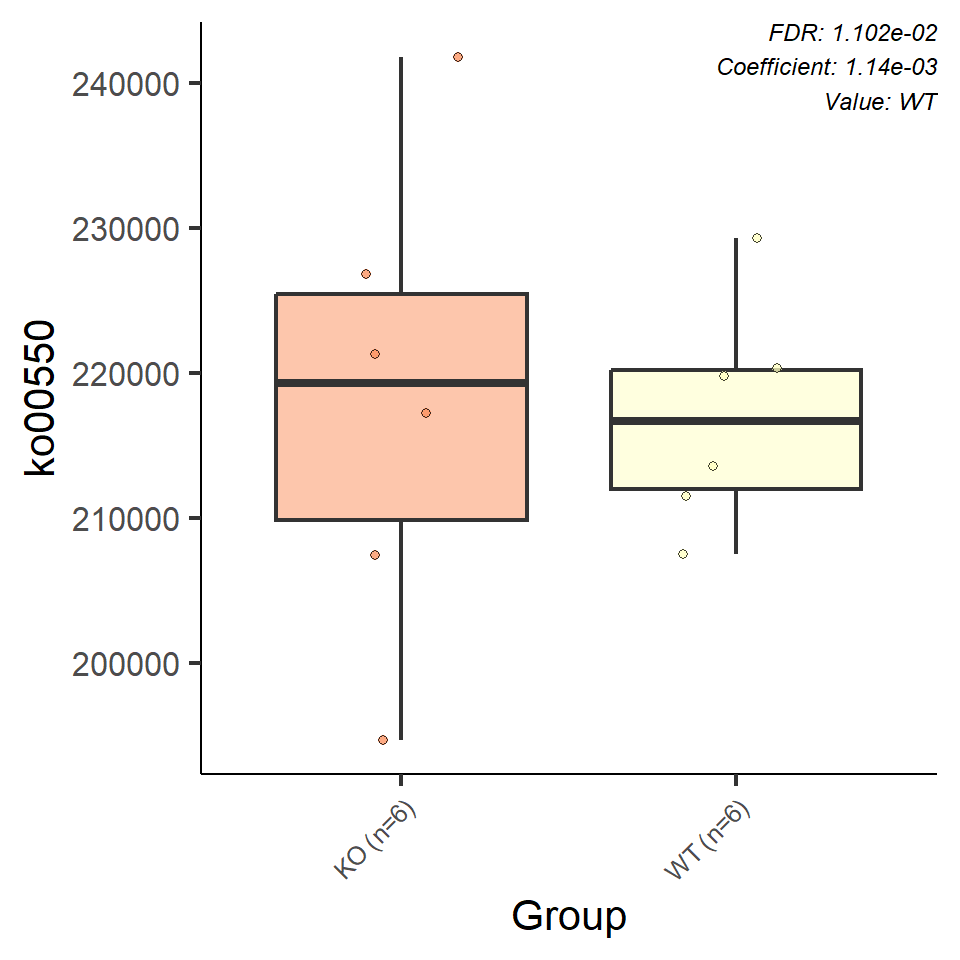 FDR: 1.102e-02
Coefficient: 1.14e-03
Value: WT
240000
230000
220000
210000
200000
ko00550
KO (n=6)
WT (n=6)
Group